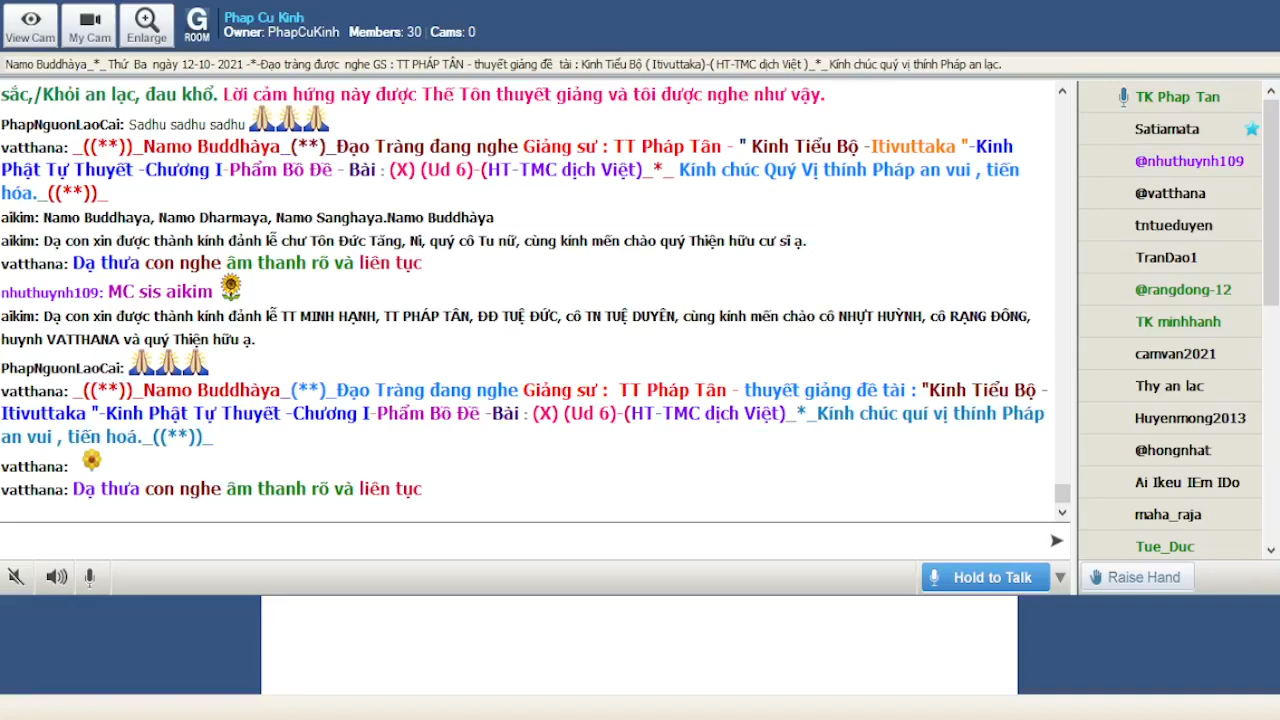 View Cam
My Cam
Enlarge
G
ROOM
Phap Cu Kinh
Owner: PhapCuKinh Members: 30 Cams: 0
Namo Buddhàya_*_ Thứ Ba ngày 12-10- 2021 -*-Đạo tràng được nghe GS : TT PHÁP TÂN - thuyết giảng đề tài : Kinh Tiểu Bộ ( Itivuttaka)-( HT-TMC dịch Việt )_*_ Kính chúc quý vị thính Pháp an lạc.
sắc,/Khỏi an lạc, đau khổ. Lời cảm hứng này được Thế Tôn thuyết giảng và tôi được nghe như vậy.
PhapNguonLaoCai: Sadhu sadhu sadhu
vatthana: _((**))_Namo Buddhàya_(**)_Đạo Tràng đang nghe Giảng sư : TT Pháp Tân - " Kinh Tiểu Bộ -Itivuttaka "-Kinh
Phật Tự Thuyết -Chương I-Phẩm Bồ Đề - Bài : (X) (Ud 6)-(HT-TMC dịch Việt)_*_ Kính chúc Quý Vị thính Pháp an vui , tiến
hóa._((**))_
aikim: Namo Buddhaya, Namo Dharmaya, Namo Sanghaya.Namo Buddhàya
aikim: Dạ con xin được thành kính đảnh lễ chư Tôn Đức Tăng, Ni, quý cô Tu nữ, cùng kính mến chào quý Thiện hữu cư sĩ ạ.
vatthana: Dạ thưa con nghe âm thanh rõ và liên tục
nhuthuynh109: MC sis aikim
aikim: Dạ con xin được thành kính đảnh lễ TT MINH HẠNH, TT PHÁP TÂN, ĐĐ TUỆ ĐỨC, cô TN TUỆ DUYÊN, cùng kính mến chào cô NHỰT HUỲNH, cô RẠNG ĐÔNG,
huynh VATTHANA và quý Thiện hữu ạ.
PhapNguonLaoCai:
vatthana: _((**))_Namo Buddhàya_(**)_Đạo Tràng đang nghe Giảng sư : TT Pháp Tân - thuyết giảng đề tài : "Kinh Tiểu Bộ -
Itivuttaka "-Kinh Phật Tự Thuyết -Chương I-Phẩm Bồ Đề -Bài : (X) (Ud 6)-(HT-TMC dịch Việt)_*_Kính chúc quí vị thính Pháp
an vui , tiến hoá._((**))_
vatthana:
vatthana: Dạ thưa con nghe âm thanh rõ và liên tục
Hold to Talk
TK Phap Tan
Satiamata
@nhuthuynh109
@vatthana
tntueduyen
TranDao1
@rangdong-12
TK minhhanh
camvan2021
Thy an lac
Huyenmong2013
@hongnhat
Ai Ikeu IEm IDo
maha_raja
Tue_Duc
Raise Hand